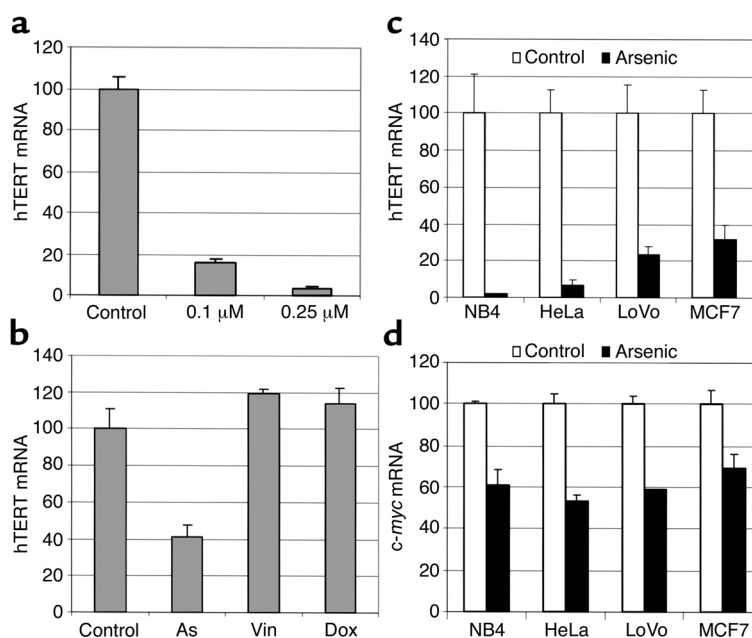 a
hTERT mRNA
120
100
80
60
40
20
0
Control 0.1 μM 0.25 μM
b
hTERT mRNA
140
120
100
80
60
40
20
0
Control As Vin Dox
c
hTERT mRNA
140
120
100
80
60
40
20
0
Control Arsenic
NB4 HeLa LoVo MCF7
d
c-myc mRNA
120
100
80
60
40
20
0
Control Arsenic
NB4 HeLa LoVo MCF7